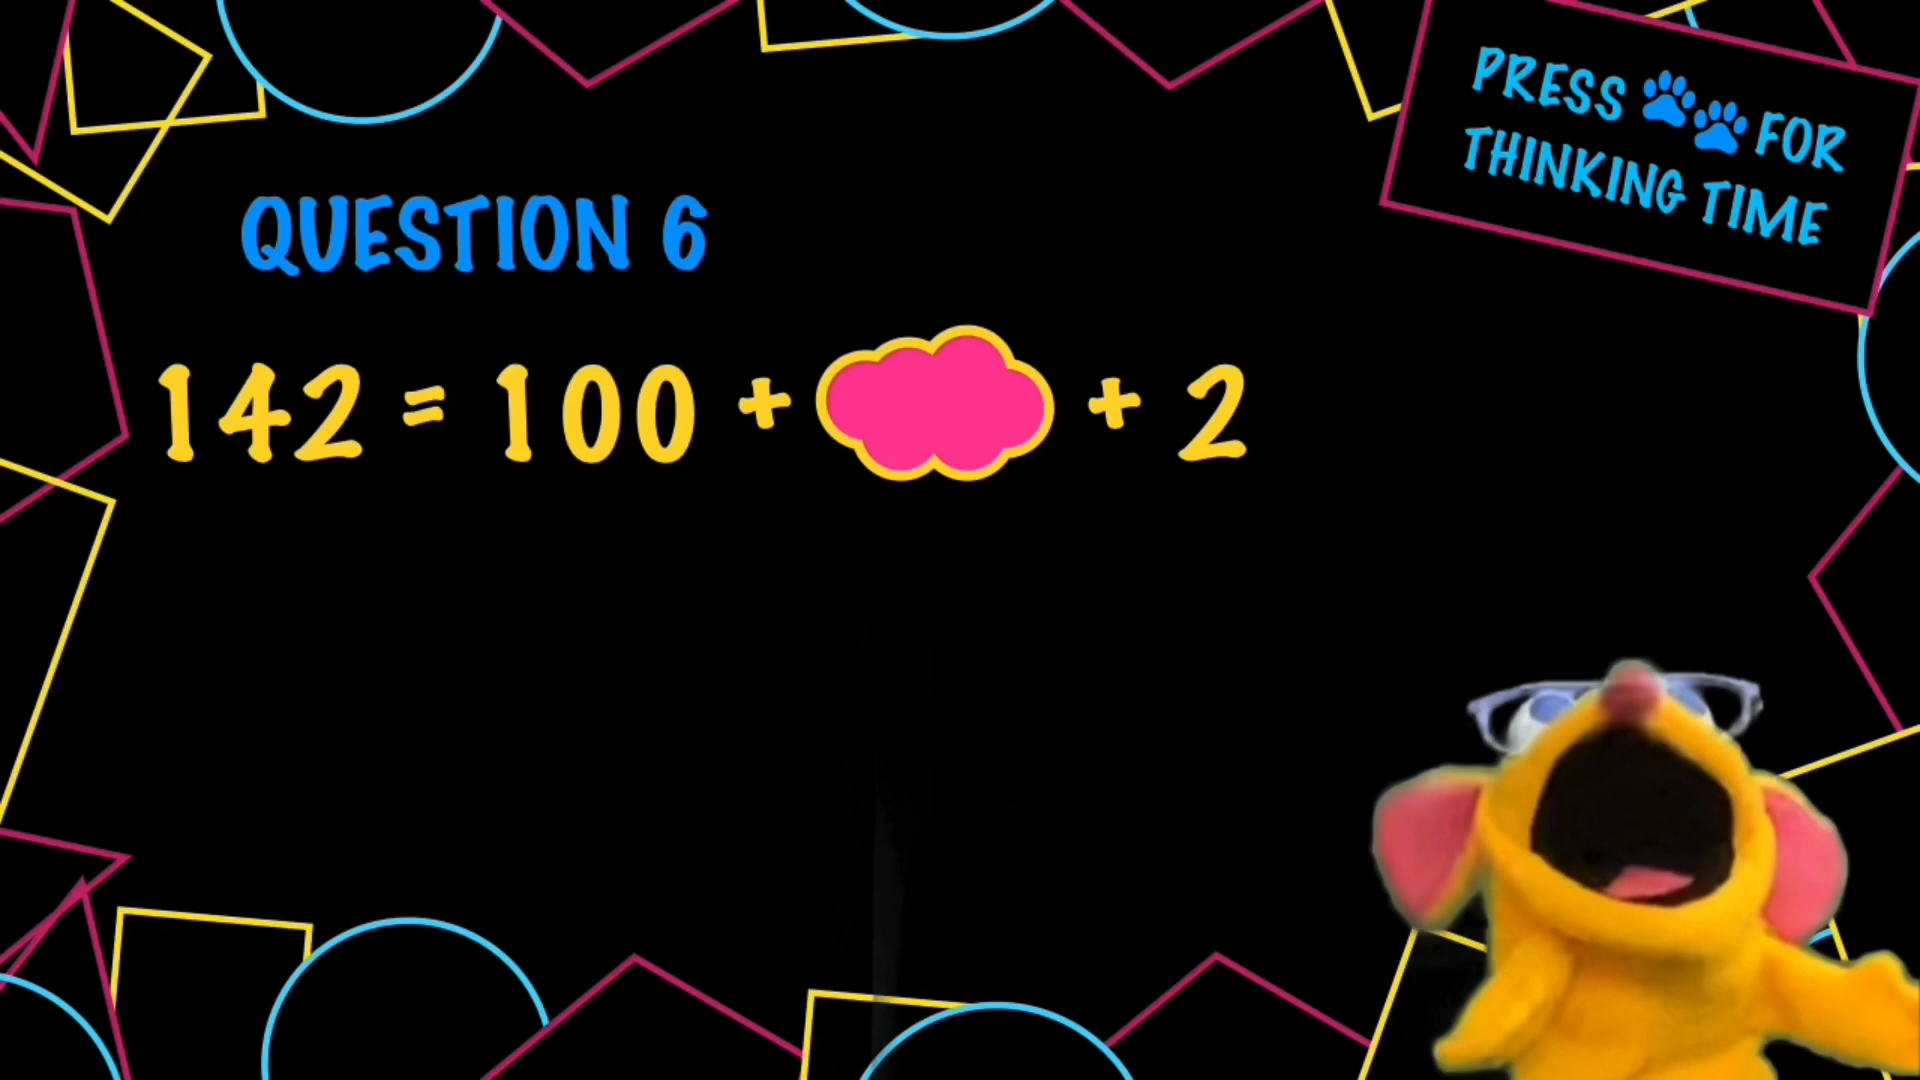 PRESS FOR
THINKING TIME
QUESTION 6
142 = 100 + + 2